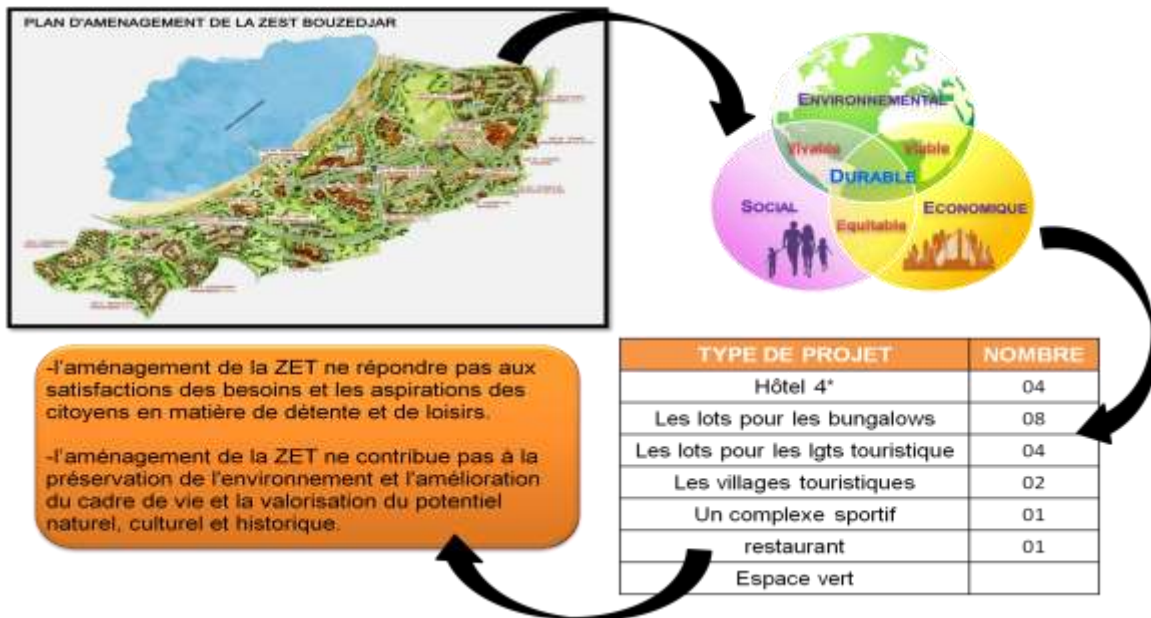 PLAN D'AMENAGEMENT DE LA ZEST BOUZEDJAR
ENVIRONNEMENTAL
Vivable
Viable
DURABLE
SOCIAL
ECONOMIQUE
Equitable
-l'aménagement de la ZET ne répondre pas aux
satisfactions des besoins et les aspirations des
citoyens en matière de détente et de loisirs.
-l'aménagement de la ZET ne contribue pas à la
préservation de l'environnement et l'amélioration
du cadre de vie et la valorisation du potentiel
naturel, culturel et historique.
TYPE DE PROJET NOMBRE
Hôtel 4* 04
Les lots pour les bungalows 08
Les lots pour les lgts touristique 04
Les villages touristiques 02
Un complexe sportif 01
restaurant 01
Espace vert